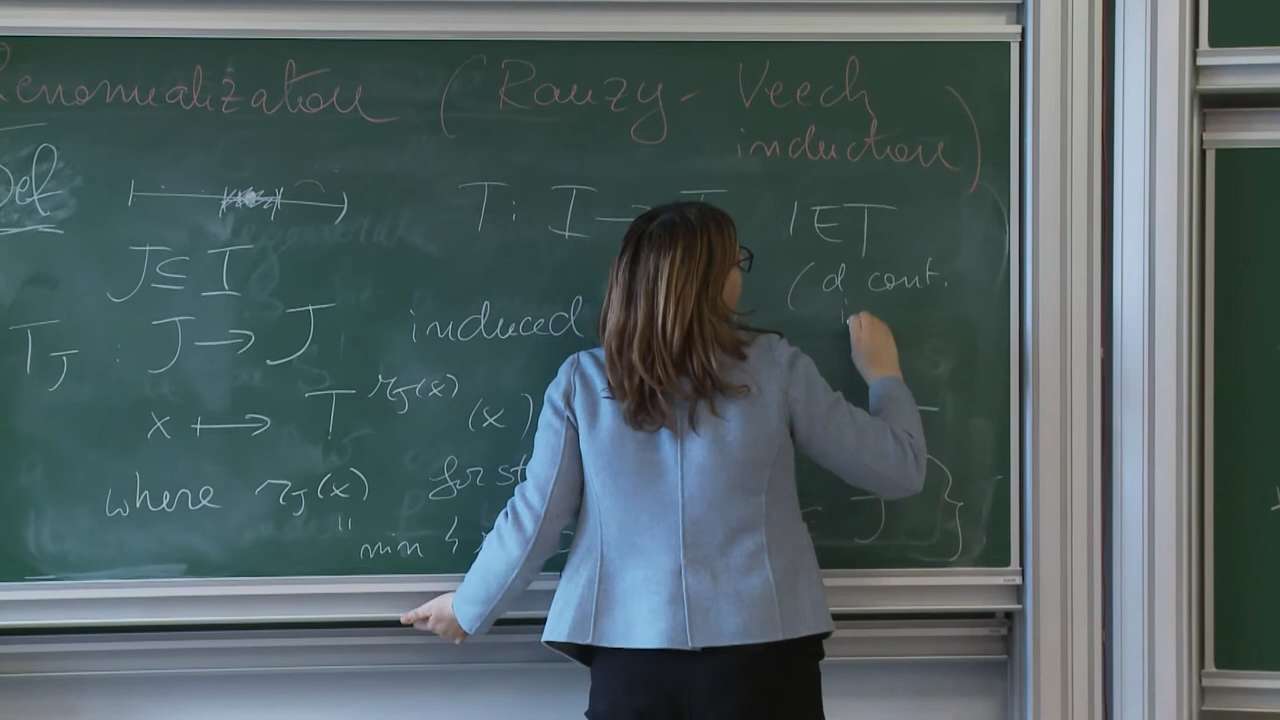 Renormalization (Rauzy-Veech induction)
Def T: I → I IET
J ⊆ I (d cont.
T_J : J → J induced
x ↦ T^{r_J(x)} (x)
where r_J(x) first
"
min { J }